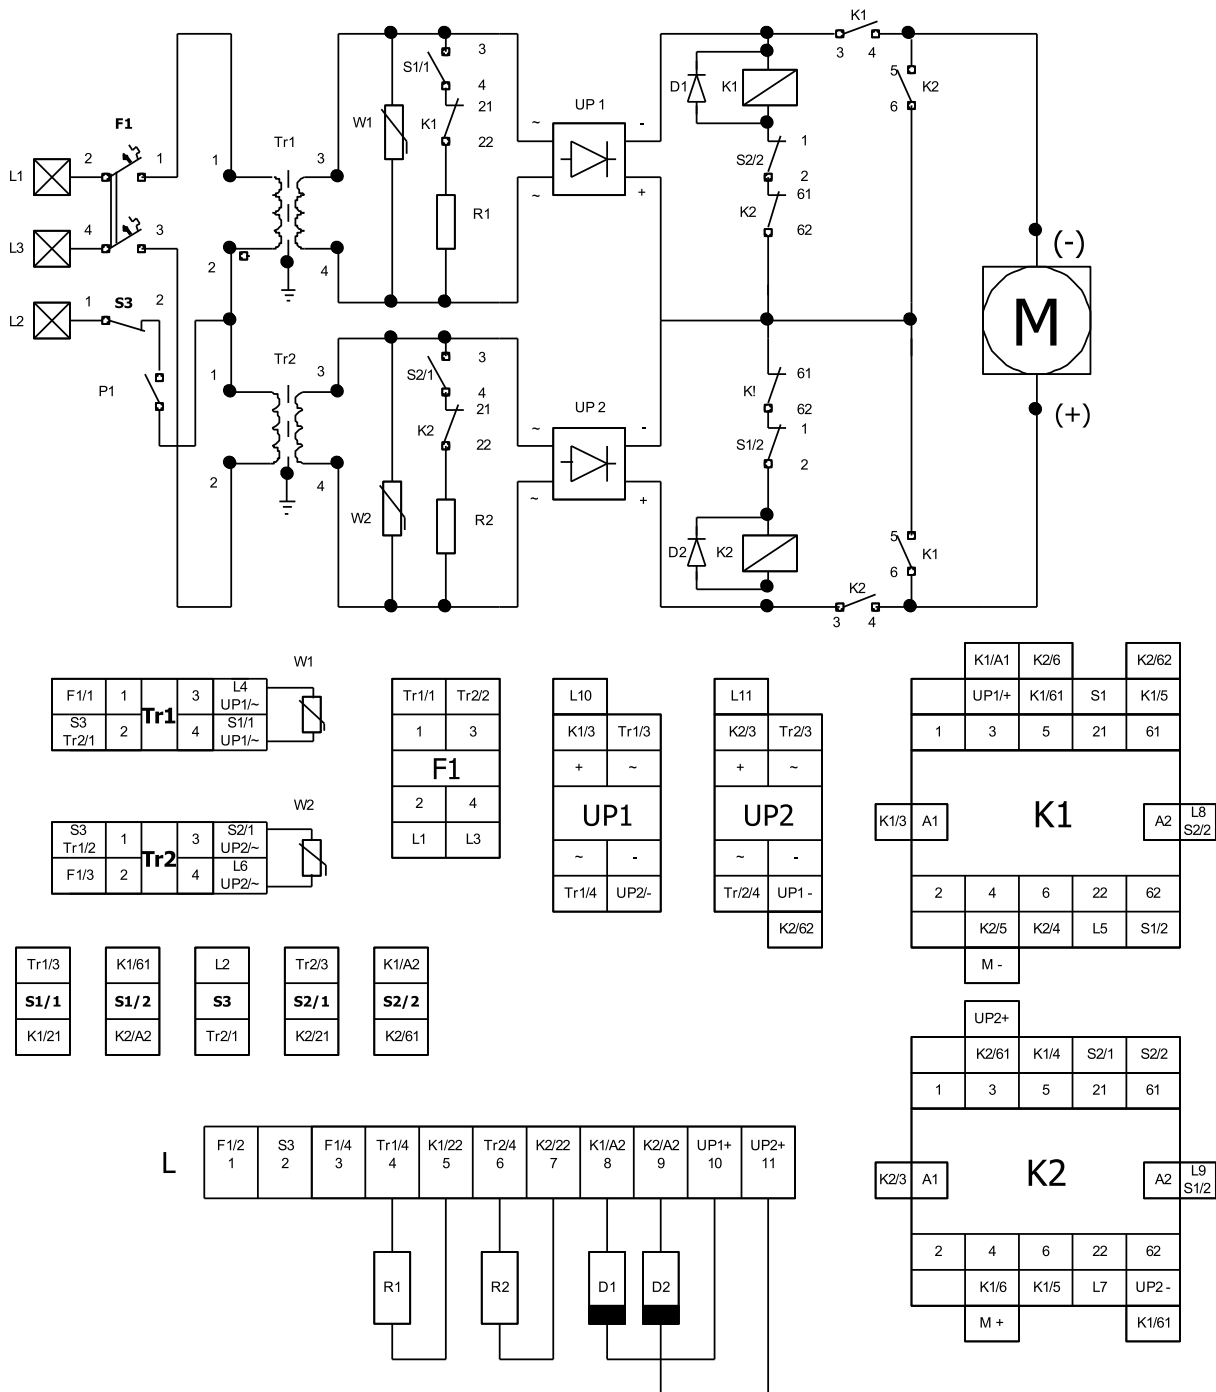 K1
3 4
3
S1/1
4
D1
K1
5
K2
6
F1
W1
21
K1
22
UP 1
~ -
~ +
1
S2/2
2
61
K2
62
L1
2
1
Tr1
1
3
R1
L3
4
3
2
4
(-)
L2
1
S3
2
M
P1
Tr2
1
3
2
4
3
S2/1
4
21
K2
22
UP 2
~ -
~ +
61
K!
62
1
S1/2
2
(+)
W2
R2
D2
K2
5
K1
6
K2
3 4
W1
F1/1 1 Tr1 3 L4 UP1/~
S3 Tr2/1 2 4 S1/1 UP1/~
W2
S3 Tr1/2 1 Tr2 3 S2/1 UP2/~
F1/3 2 4 L6 UP2/~
Tr1/1 Tr2/2
1 3
F1
2 4
L1 L3
L10
K1/3 Tr1/3
+ ~
UP1
~ -
Tr1/4 UP2/-
L11
K2/3 Tr2/3
+ ~
UP2
~ -
Tr/2/4 UP1 -
K2/62
K1/A1 K2/6 K2/62
UP1/+ K1/61 S1 K1/5
1 3 5 21 61
K1/3 A1 K1 A2 L8 S2/2
2 4 6 22 62
K2/5 K2/4 L5 S1/2
M -
Tr1/3
S1/1
K1/21
K1/61
S1/2
K2/A2
L2
S3
Tr2/1
Tr2/3
S2/1
K2/21
K1/A2
S2/2
K2/61
UP2+
K2/61 K1/4 S2/1 S2/2
1 3 5 21 61
K2/3 A1 K2 A2 L9 S1/2
2 4 6 22 62
K1/6 K1/5 L7 UP2 -
M + K1/61
L
F1/2 S3 F1/4 Tr1/4 K1/22 Tr2/4 K2/22 K1/A2 K2/A2 UP1+ UP2+
1 2 3 4 5 6 7 8 9 10 11
R1 R2 D1 D2